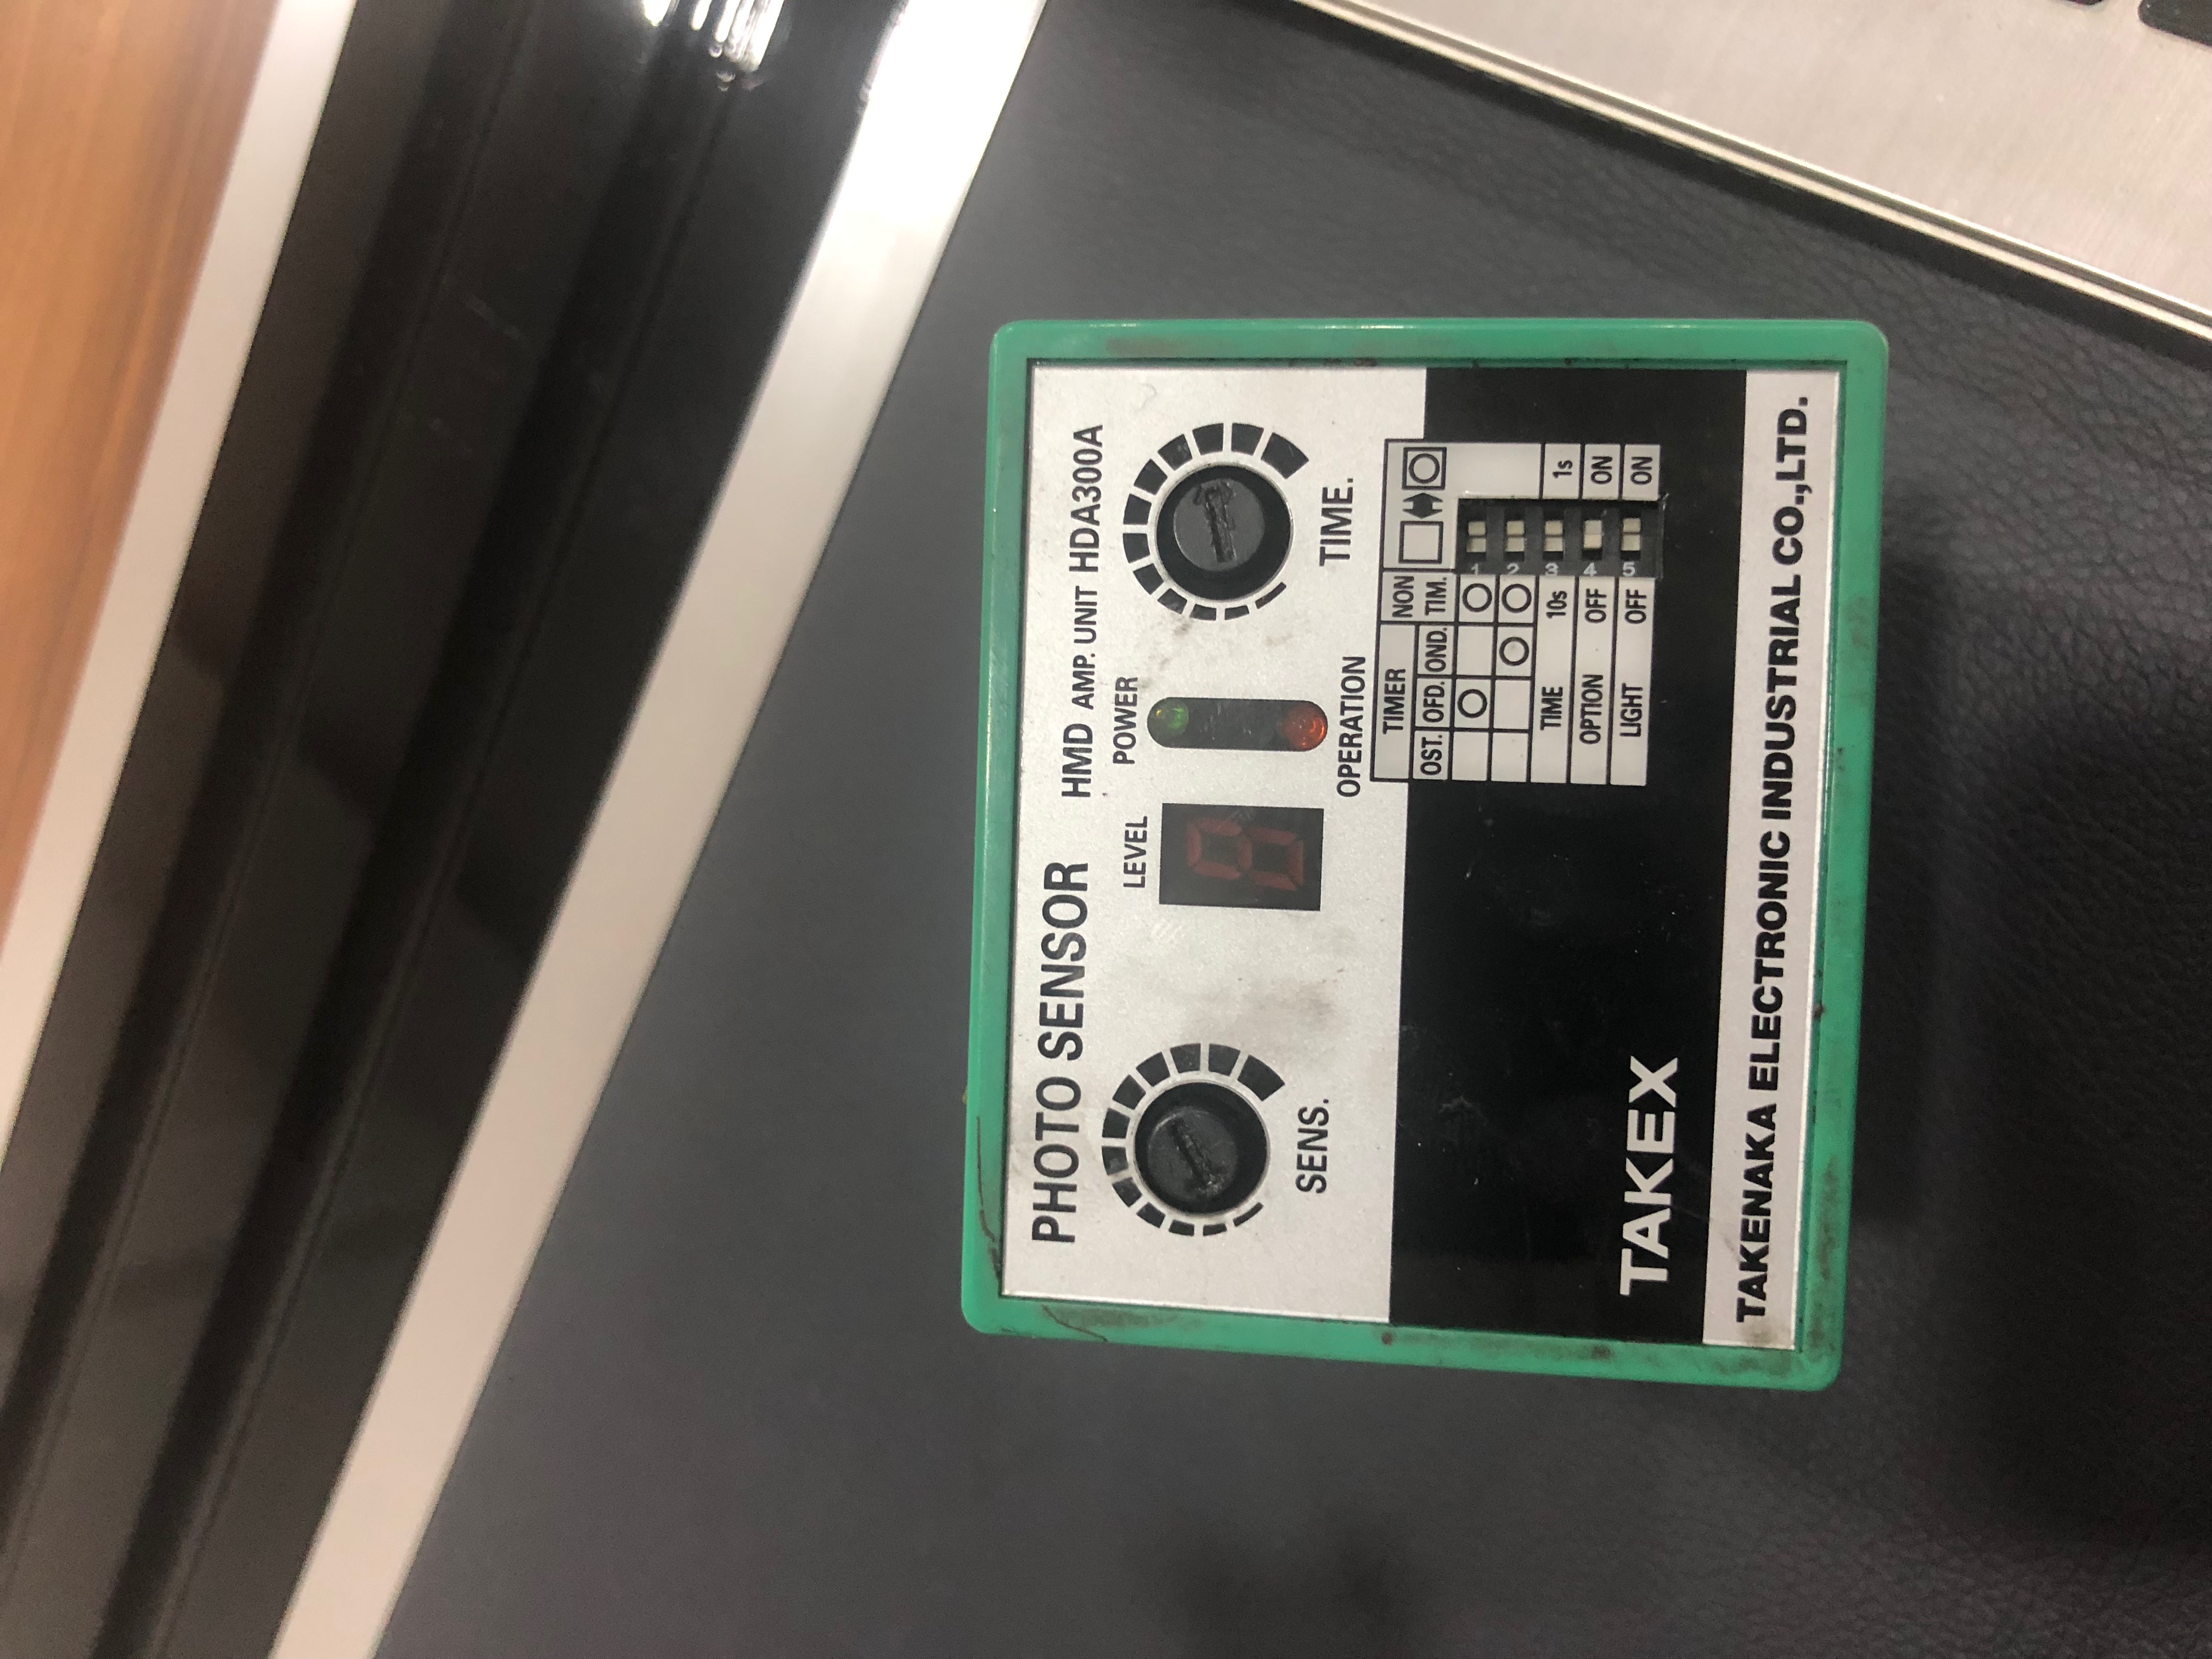 PHOTO SENSOR HMD AMP. UNIT HDA300A
LEVEL POWER
SENS. OPERATION TIME.
TIMER NON
OST. OFD. OND. TIM.
1
2
TIME 10s 3 1s
OPTION OFF 4 ON
LIGHT OFF 5 ON
TAKEX
TAKENAKA ELECTRONIC INDUSTRIAL CO.,LTD.